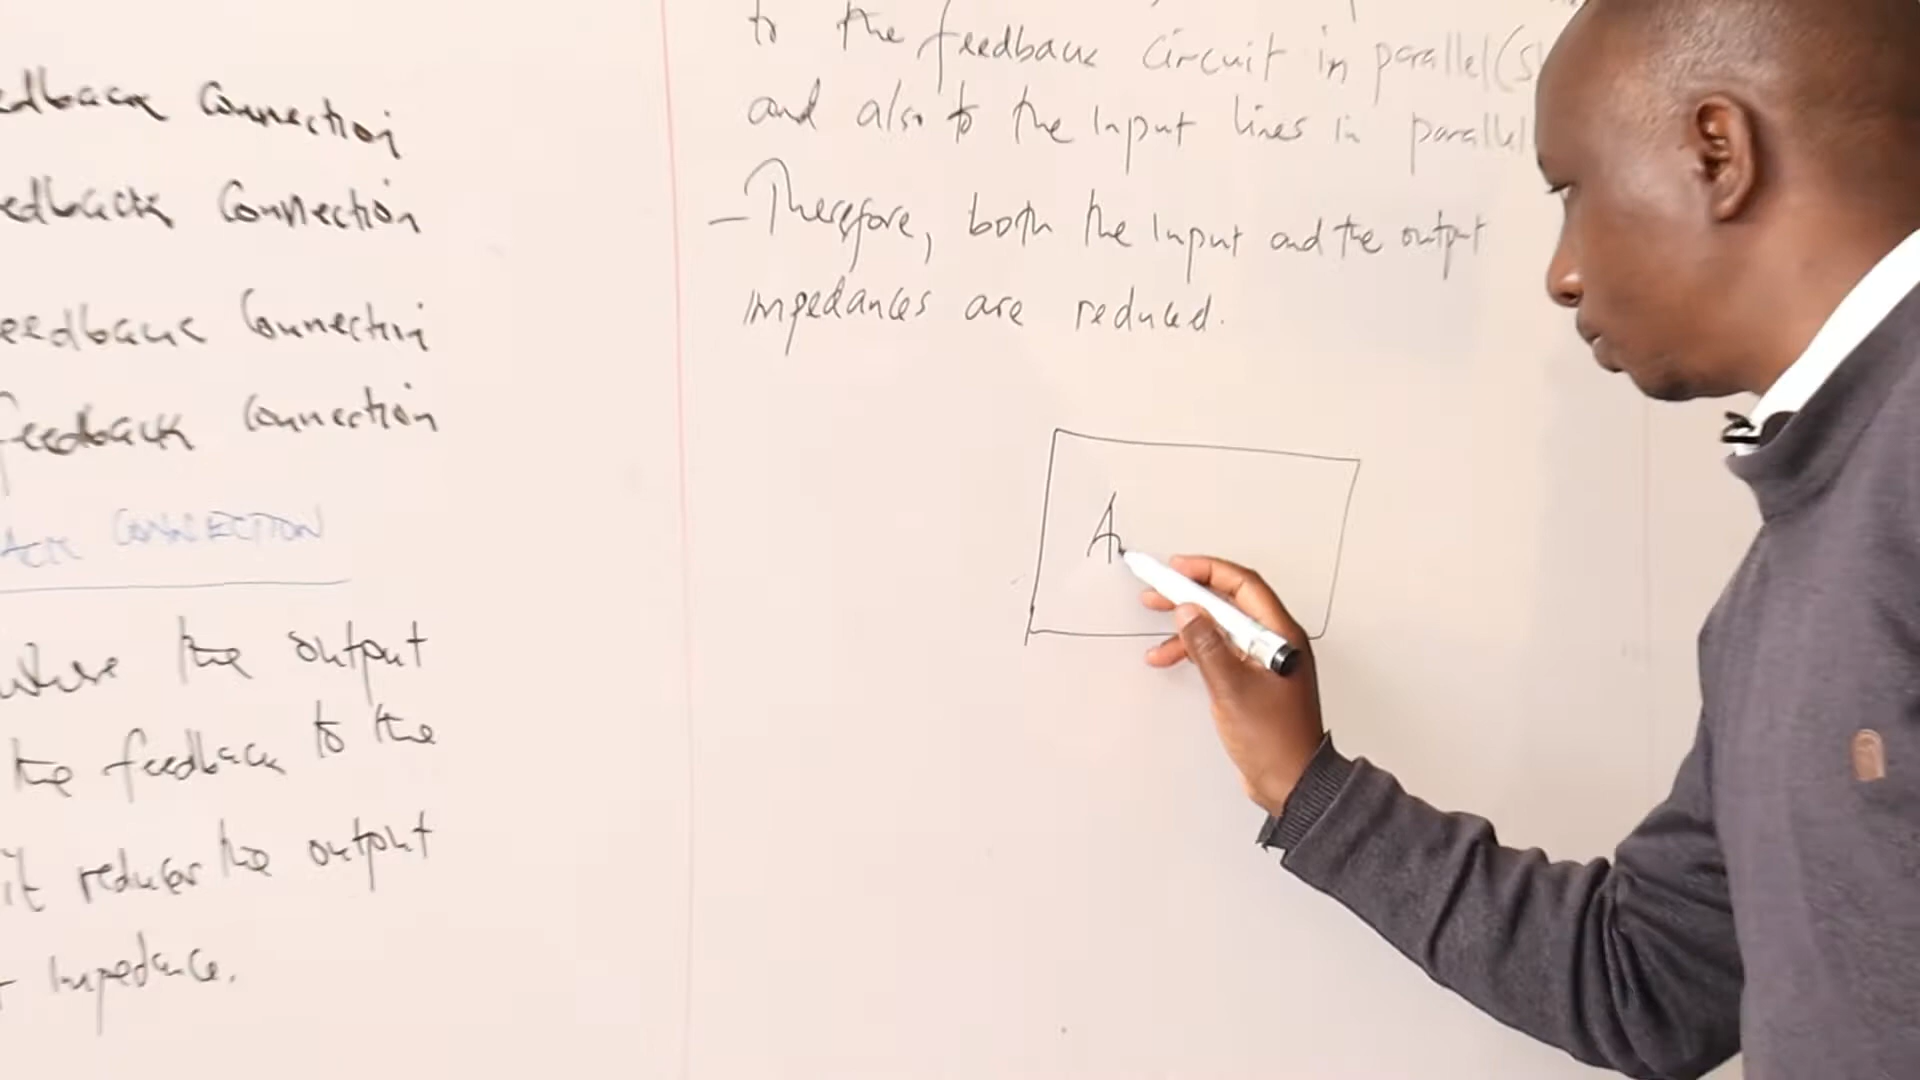 edback Connection
edback Connection
eedback Connection
feedback Connection
ACK CONNECTION
where the output
the feedback to the
it reduces the output
Impedance.
to the feedback Circuit in parallel(S
and also to the Input lines in parallel
- Therefore, both the Input and the output
Impedances are reduced.
A